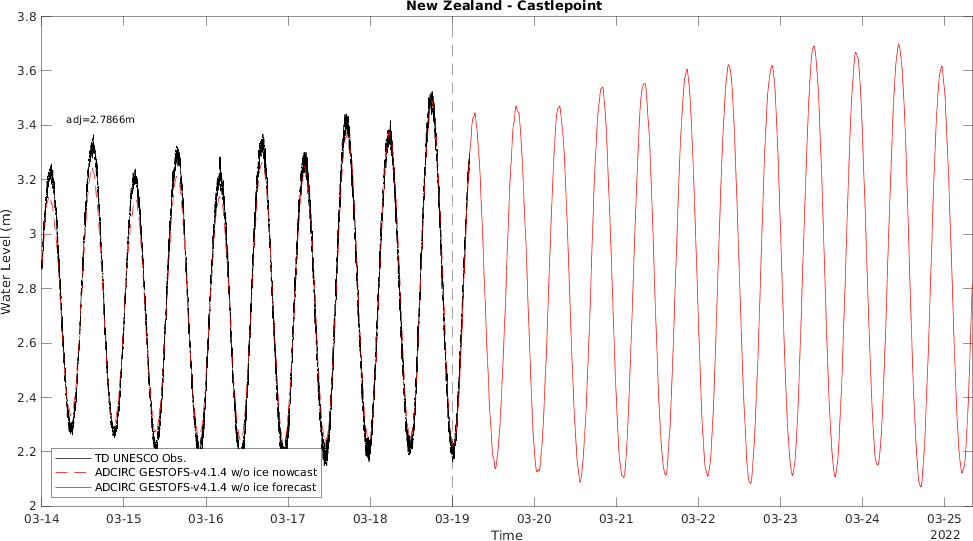 New Zealand - Castlepoint
3.8
3.6
3.4
3.2
3
2.8
2.6
2.4
2.2
2
Water Level (m)
adj=2.7866m
TD UNESCO Obs.
ADCIRC GESTOFS-v4.1.4 w/o ice nowcast
ADCIRC GESTOFS-v4.1.4 w/o ice forecast
03-14 03-15 03-16 03-17 03-18 03-19 03-20 03-21 03-22 03-23 03-24 03-25
Time
2022